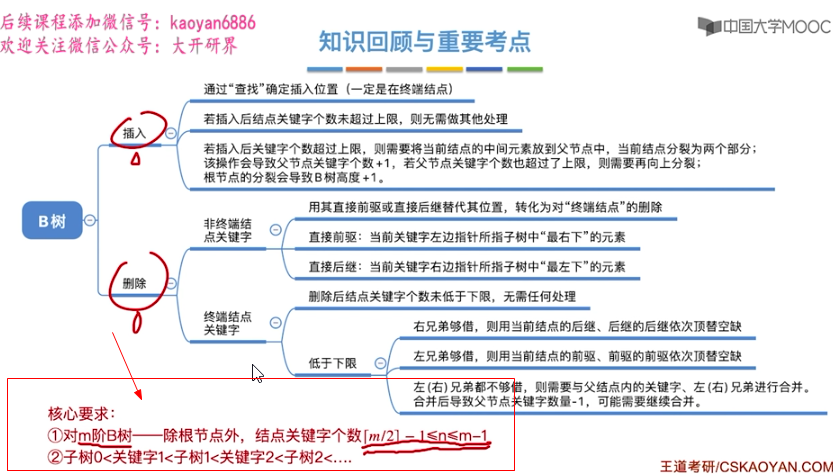 后续课程添加微信号：kaoyan6886
欢迎关注微信公众号：大开研界
知识回顾与重要考点
中国大学MOOC
B树
插入
通过“查找”确定插入位置（一定是在终端结点）
若插入后结点关键字个数未超过上限，则无需做其他处理
若插入后关键字个数超过上限，则需要将当前结点的中间元素放到父节点中，当前结点分裂为两个部分；
该操作会导致父节点关键字个数+1，若父节点关键字个数也超过了上限，则需要再向上分裂；
根节点的分裂会导致B树高度+1。
删除
非终端结
点关键字
用其直接前驱或直接后继替代其位置，转化为对“终端结点”的删除
直接前驱：当前关键字左边指针所指子树中“最右下”的元素
直接后继：当前关键字右边指针所指子树中“最左下”的元素
终端结点
关键字
删除后结点关键字个数未低于下限，无需任何处理
低于下限
右兄弟够借，则用当前结点的后继、后继的后继依次顶替空缺
左兄弟够借，则用当前结点的前驱、前驱的前驱依次顶替空缺
左(右)兄弟都不够借，则需要与父结点内的关键字、左(右)兄弟进行合并。
合并后导致父节点关键字数量-1，可能需要继续合并。
核心要求：
①对m阶B树——除根节点外，结点关键字个数⌈m/2⌉−1≤n≤m−1
②子树0<关键字1<子树1<关键字2<子树2<....
王道考研/CSKAOYAN.COM